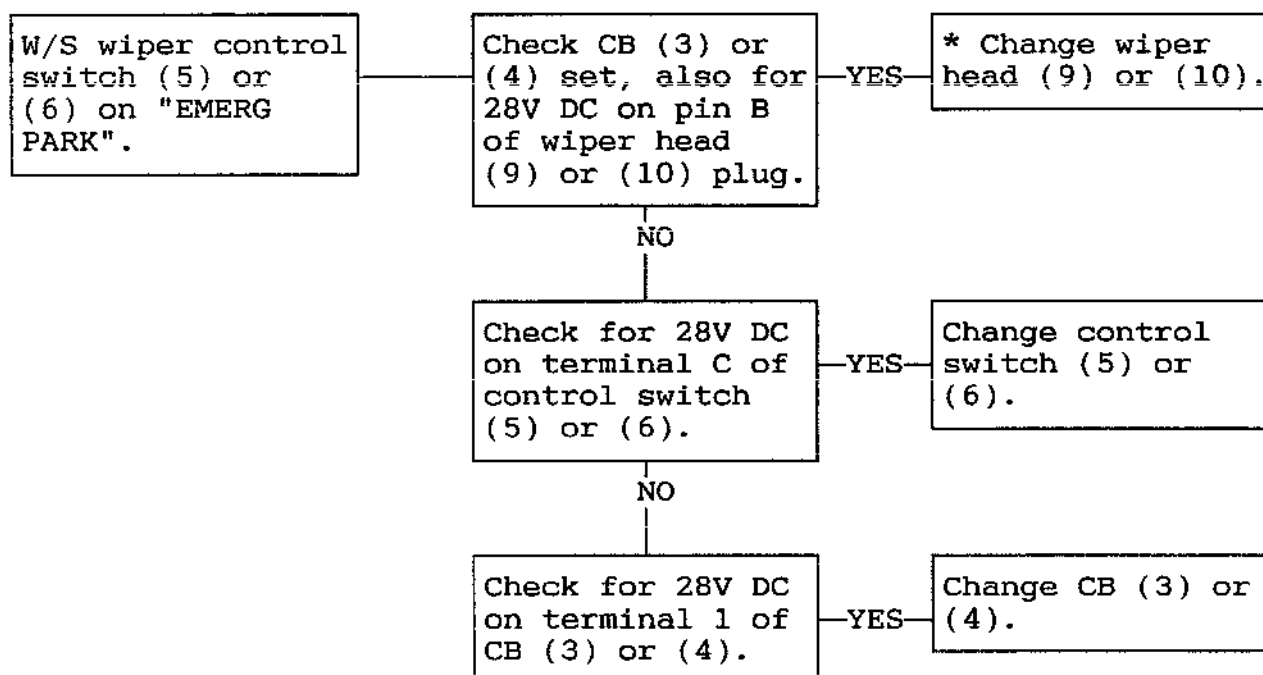 W/S wiper control
switch (5) or
(6) on "EMERG
PARK".
Check CB (3) or
(4) set, also for
28V DC on pin B
of wiper head
(9) or (10) plug.
YES
* Change wiper
head (9) or (10).
NO
Check for 28V DC
on terminal C of
control switch
(5) or (6).
YES
Change control
switch (5) or
(6).
NO
Check for 28V DC
on terminal 1 of
CB (3) or (4).
YES
Change CB (3) or
(4).